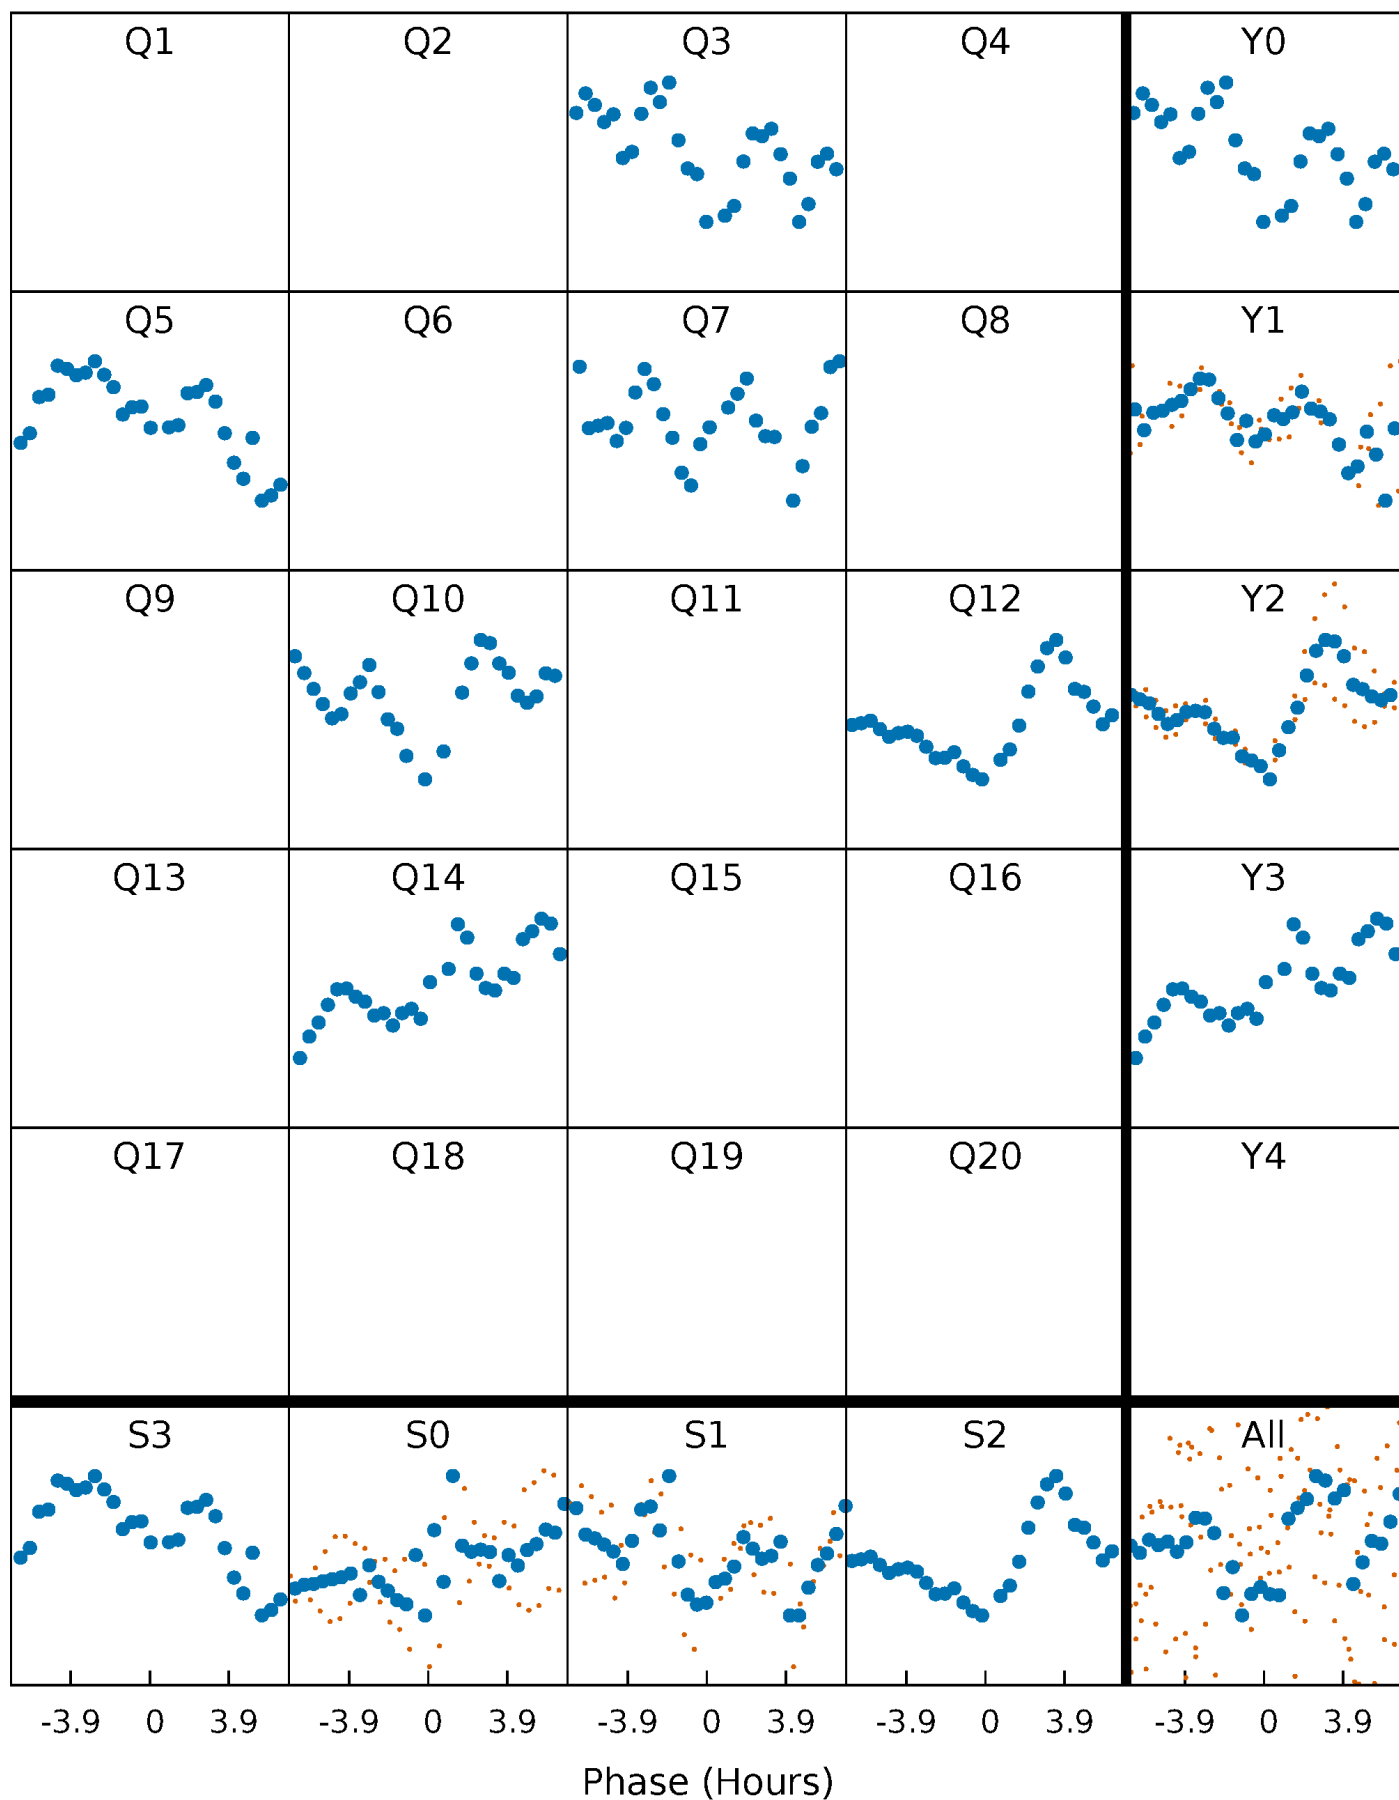 Q1 Q2 Q3 Q4 Y0
Q5 Q6 Q7 Q8 Y1
Q9 Q10 Q11 Q12 Y2
Q13 Q14 Q15 Q16 Y3
Q17 Q18 Q19 Q20 Y4
S3 S0 S1 S2 All
-3.9 0 3.9 -3.9 0 3.9 -3.9 0 3.9 -3.9 0 3.9 -3.9 0 3.9
Phase (Hours)